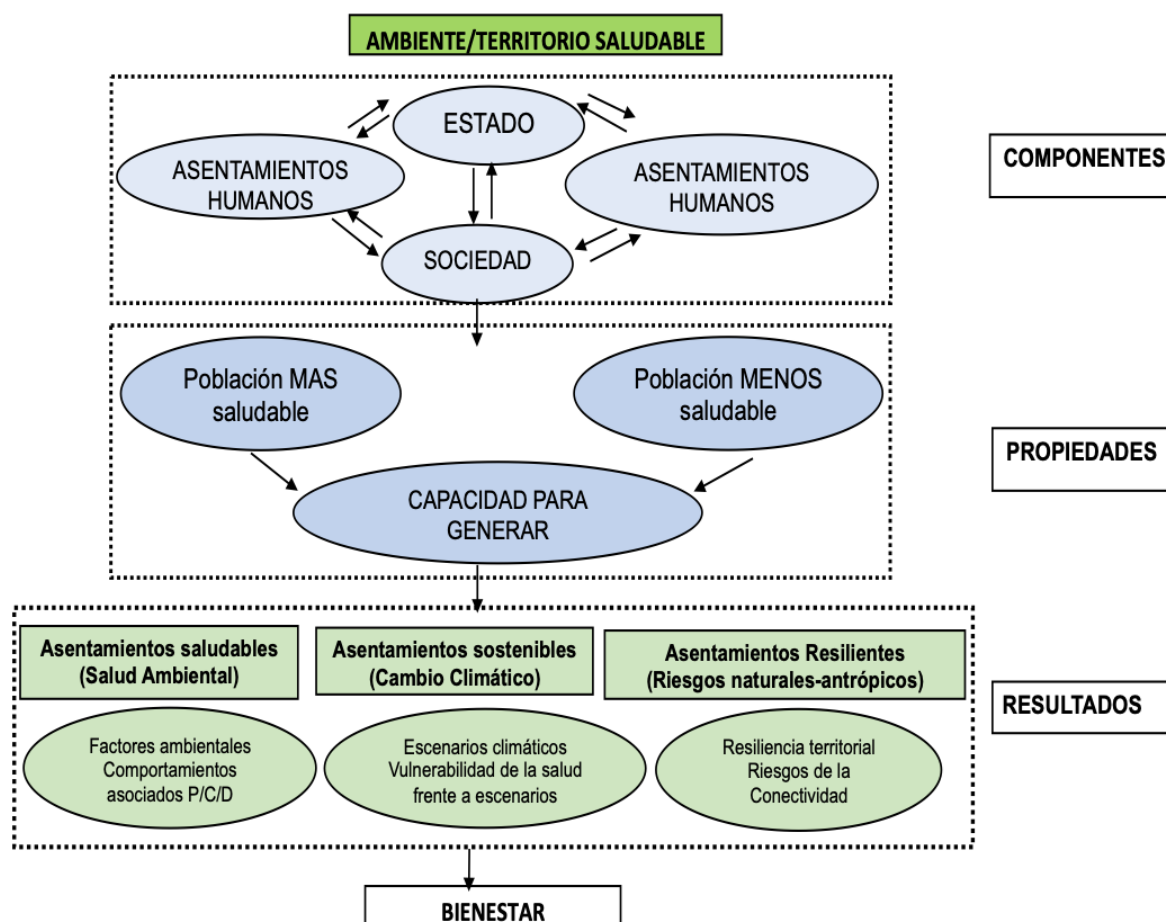 AMBIENTE/TERRITORIO SALUDABLE
ESTADO
ASENTAMIENTOS
HUMANOS
ASENTAMIENTOS
HUMANOS
SOCIEDAD
COMPONENTES
Población MAS
saludable
Población MENOS
saludable
CAPACIDAD PARA
GENERAR
PROPIEDADES
Asentamientos saludables
(Salud Ambiental)
Asentamientos sostenibles
(Cambio Climático)
Asentamientos Resilientes
(Riesgos naturales-antrópicos)
RESULTADOS
Factores ambientales
Comportamientos
asociados P/C/D
Escenarios climáticos
Vulnerabilidad de la salud
frente a escenarios
Resiliencia territorial
Riesgos de la
Conectividad
BIENESTAR